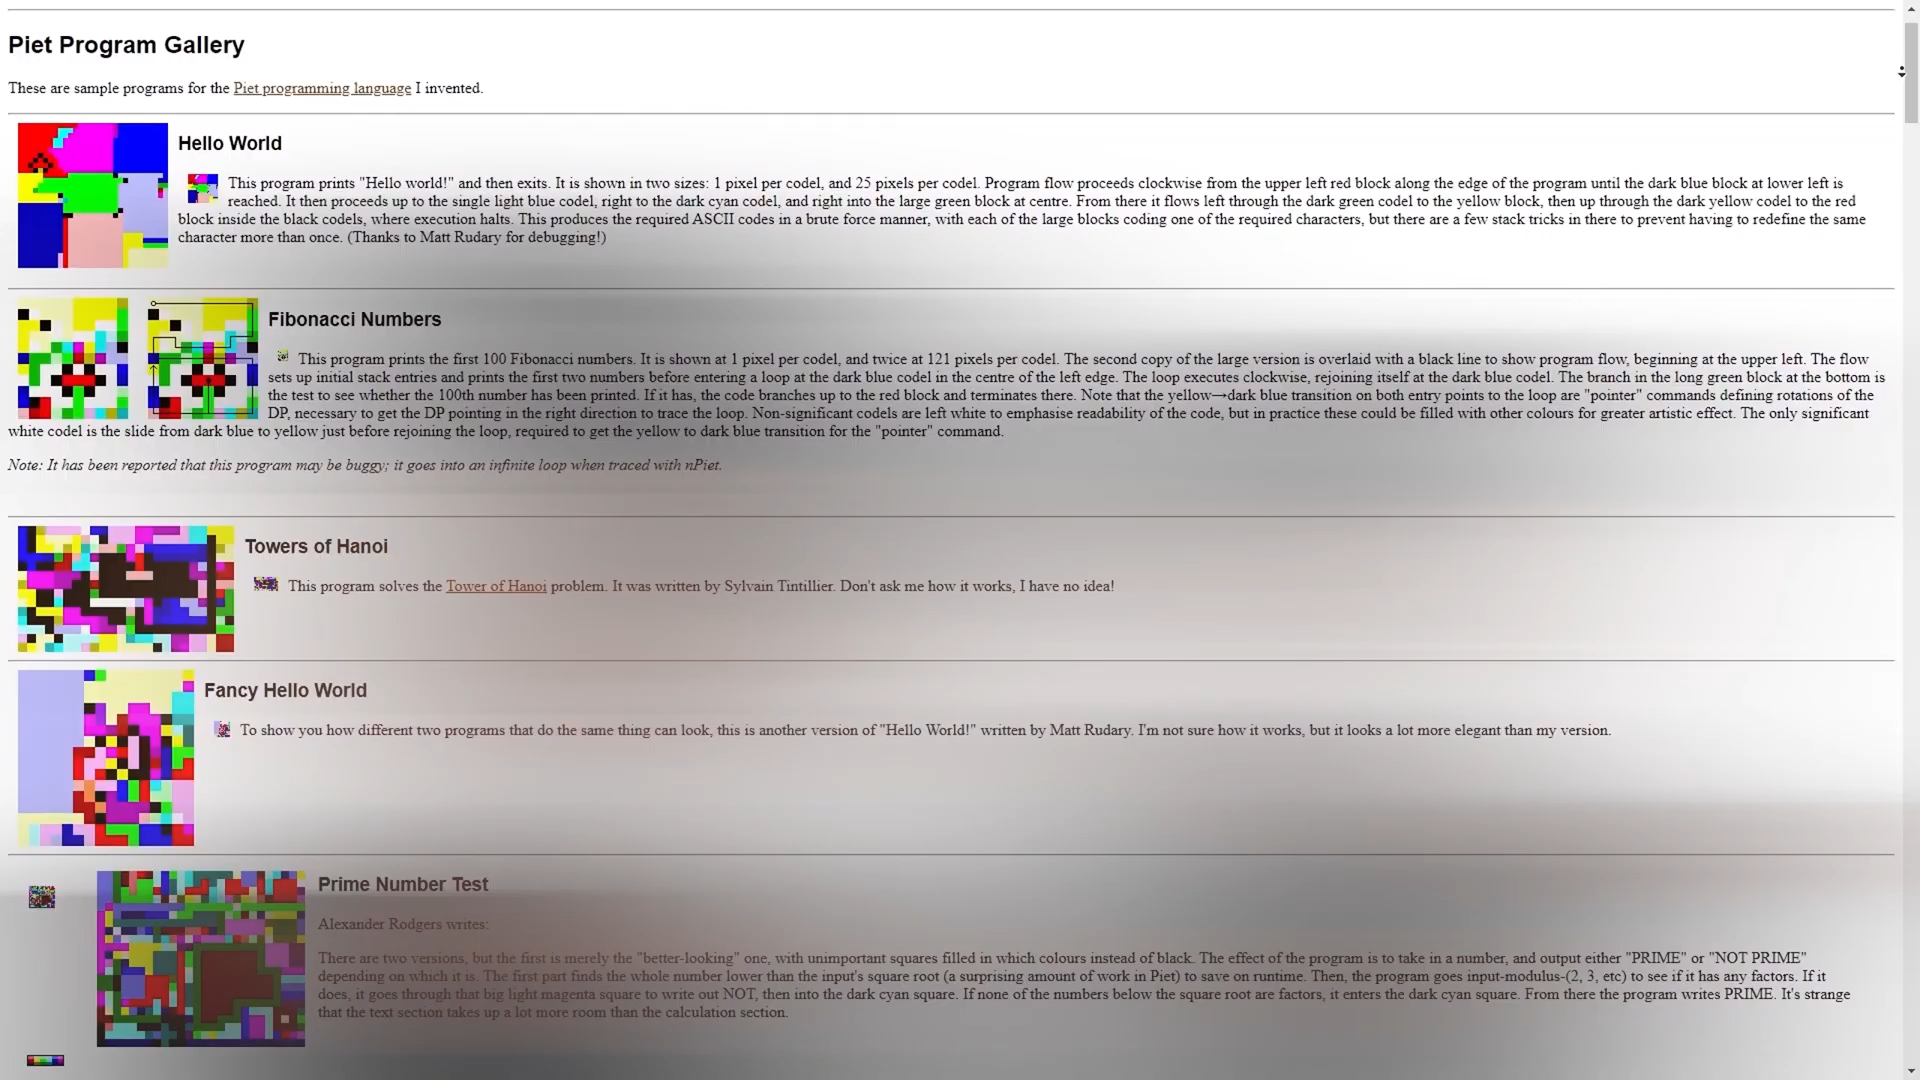 Piet Program Gallery
These are sample programs for the Piet programming language I invented.
Hello World
This program prints "Hello world!" and then exits. It is shown in two sizes: 1 pixel per codel, and 25 pixels per codel. Program flow proceeds clockwise from the upper left red block along the edge of the program until the dark blue block at lower left is
reached. It then proceeds up to the single light blue codel, right to the dark cyan codel, and right into the large green block at centre. From there it flows left through the dark green codel to the yellow block, then up through the dark yellow codel to the red
block inside the black codels, where execution halts. This produces the required ASCII codes in a brute force manner, with each of the large blocks coding one of the required characters, but there are a few stack tricks in there to prevent having to redefine the same
character more than once. (Thanks to Matt Rudary for debugging!)
Fibonacci Numbers
This program prints the first 100 Fibonacci numbers. It is shown at 1 pixel per codel, and twice at 121 pixels per codel. The second copy of the large version is overlaid with a black line to show program flow, beginning at the upper left. The flow
sets up initial stack entries and prints the first two numbers before entering a loop at the dark blue codel in the centre of the left edge. The loop executes clockwise, rejoining itself at the dark blue codel. The branch in the long green block at the bottom is
the test to see whether the 100th number has been printed. If it has, the code branches up to the red block and terminates there. Note that the yellow→dark blue transition on both entry points to the loop are "pointer" commands defining rotations of the
DP, necessary to get the DP pointing in the right direction to trace the loop. Non-significant codels are left white to emphasise readability of the code, but in practice these could be filled with other colours for greater artistic effect. The only significant
white codel is the slide from dark blue to yellow just before rejoining the loop, required to get the yellow to dark blue transition for the "pointer" command.
Note: It has been reported that this program may be buggy; it goes into an infinite loop when traced with nPiet.
Towers of Hanoi
This program solves the Tower of Hanoi problem. It was written by Sylvain Tintillier. Don't ask me how it works, I have no idea!
Fancy Hello World
To show you how different two programs that do the same thing can look, this is another version of "Hello World!" written by Matt Rudary. I'm not sure how it works, but it looks a lot more elegant than my version.
Prime Number Test
Alexander Rodgers writes:
There are two versions, but the first is merely the "better-looking" one, with unimportant squares filled in which colours instead of black. The effect of the program is to take in a number, and output either "PRIME" or "NOT PRIME"
depending on which it is. The first part finds the whole number lower than the input's square root (a surprising amount of work in Piet) to save on runtime. Then, the program goes input-modulus-(2, 3, etc) to see if it has any factors. If it
does, it goes through that big light magenta square to write out NOT, then into the dark cyan square. If none of the numbers below the square root are factors, it enters the dark cyan square. From there the program writes PRIME. It's strange
that the text section takes up a lot more room than the calculation section.